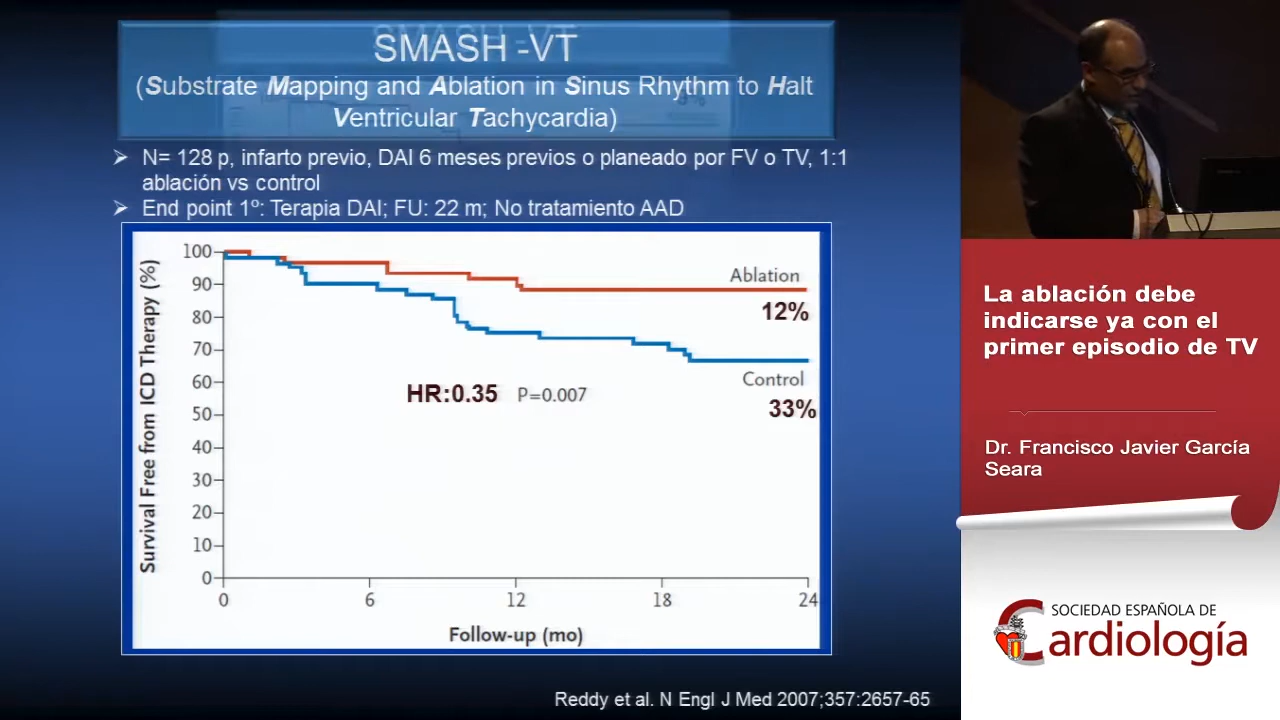 SMASH -VT
(Substrate Mapping and Ablation in Sinus Rhythm to Halt
Ventricular Tachycardia)
➢ N= 128 p, infarto previo, DAI 6 meses previos o planeado por FV o TV, 1:1
ablación vs control
➢ End point 1º: Terapia DAI; FU: 22 m; No tratamiento AAD
Survival Free from ICD Therapy (%)
100
90
80
70
60
50
40
30
20
10
0
Ablation
12%
Control
33%
HR:0.35 P=0.007
0 6 12 18 24
Follow-up (mo)
Reddy et al. N Engl J Med 2007;357:2657-65
La ablación debe
indicarse ya con el
primer episodio de TV
Dr. Francisco Javier García
Seara
SOCIEDAD ESPAÑOLA DE
Cardiología